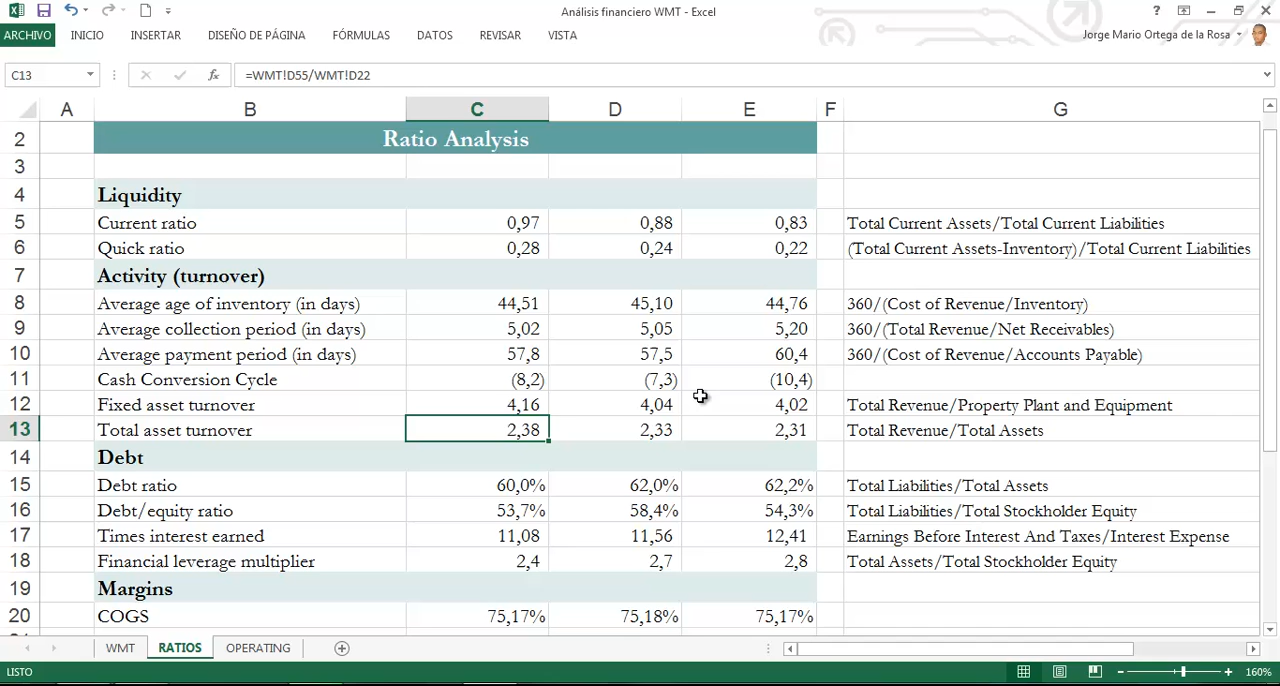 Análisis financiero WMT - Excel
?
ARCHIVO INICIO INSERTAR DISEÑO DE PÁGINA FÓRMULAS DATOS REVISAR VISTA Jorge Mario Ortega de la Rosa
C13 fx =WMT!D55/WMT!D22
A B C D E F G
2 Ratio Analysis
3
4 Liquidity
5 Current ratio 0,97 0,88 0,83 Total Current Assets/Total Current Liabilities
6 Quick ratio 0,28 0,24 0,22 (Total Current Assets-Inventory)/Total Current Liabilities
7 Activity (turnover)
8 Average age of inventory (in days) 44,51 45,10 44,76 360/(Cost of Revenue/Inventory)
9 Average collection period (in days) 5,02 5,05 5,20 360/(Total Revenue/Net Receivables)
10 Average payment period (in days) 57,8 57,5 60,4 360/(Cost of Revenue/Accounts Payable)
11 Cash Conversion Cycle (8,2) (7,3) (10,4)
12 Fixed asset turnover 4,16 4,04 4,02 Total Revenue/Property Plant and Equipment
13 Total asset turnover 2,38 2,33 2,31 Total Revenue/Total Assets
14 Debt
15 Debt ratio 60,0% 62,0% 62,2% Total Liabilities/Total Assets
16 Debt/equity ratio 53,7% 58,4% 54,3% Total Liabilities/Total Stockholder Equity
17 Times interest earned 11,08 11,56 12,41 Earnings Before Interest And Taxes/Interest Expense
18 Financial leverage multiplier 2,4 2,7 2,8 Total Assets/Total Stockholder Equity
19 Margins
20 COGS 75,17% 75,18% 75,17%
WMT RATIOS OPERATING
LISTO 160%